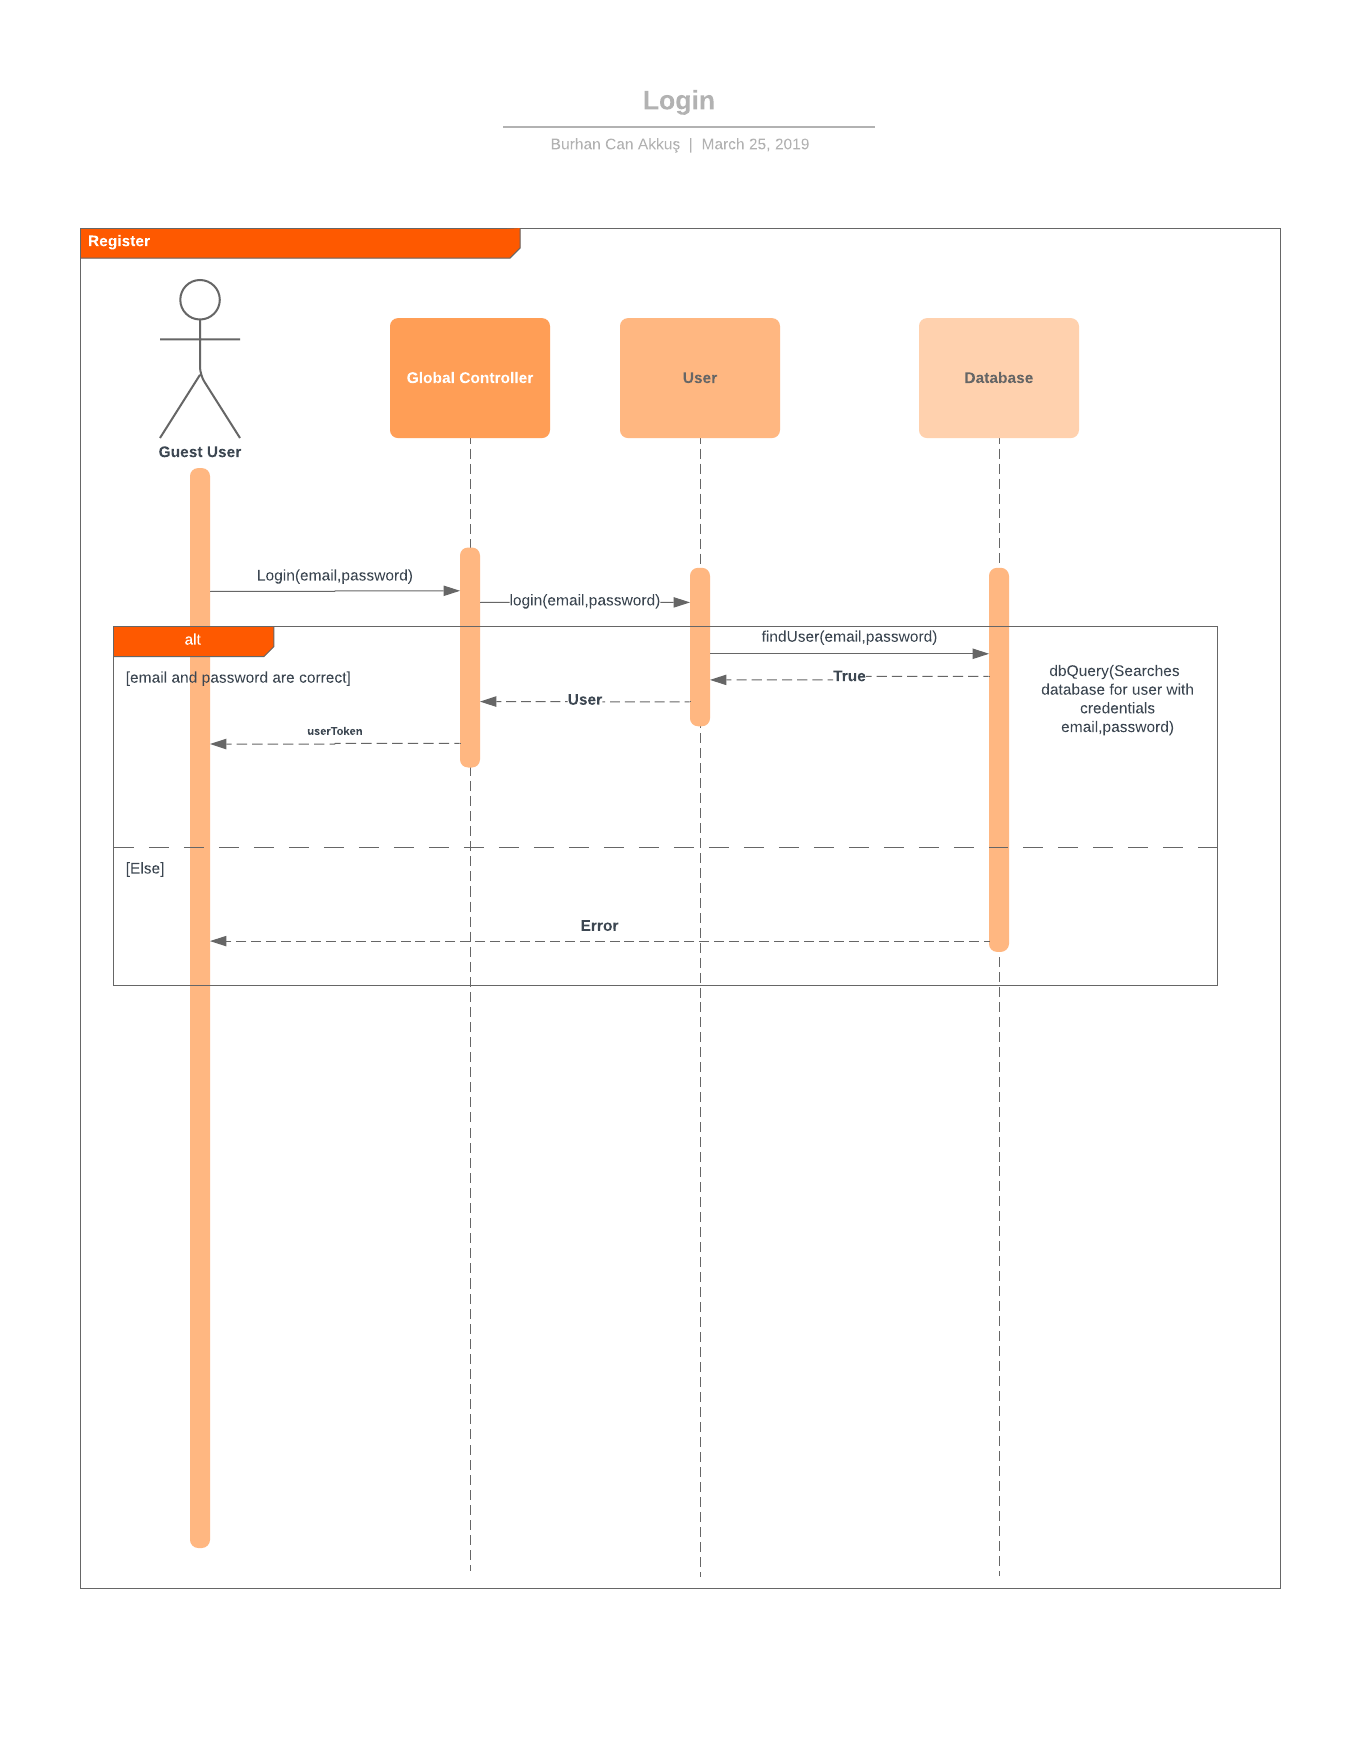 Login
Burhan Can Akkuş | March 25, 2019
Register
Global Controller
User
Database
Guest User
Login(email,password)
login(email,password)
alt
findUser(email,password)
[email and password are correct]
True
dbQuery(Searches
database for user with
credentials
email,password)
User
userToken
[Else]
Error